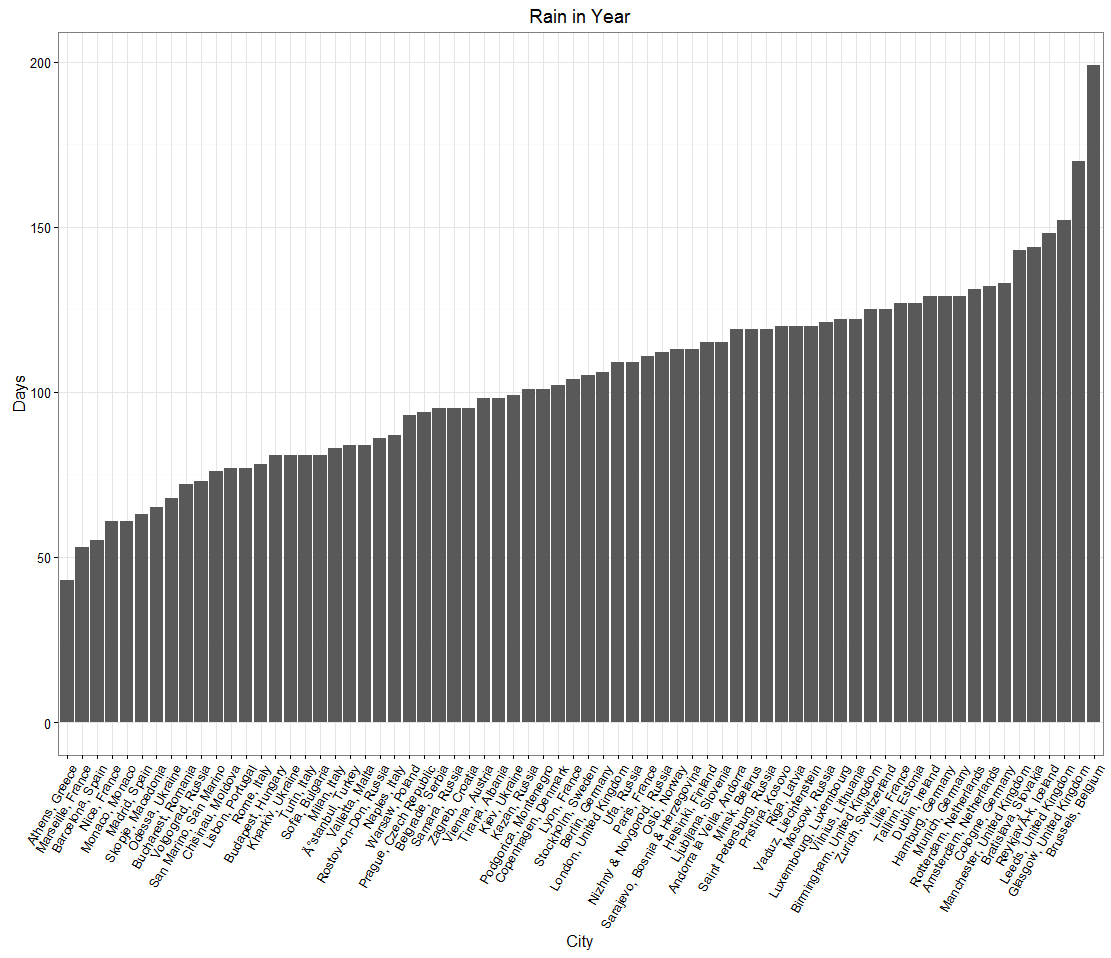 Rain in Year
Days
200
150
100
50
0
Athens, Greece
Marseille, France
Barcelona, Spain
Nice, France
Monaco, Monaco
Madrid, Spain
Skopje, Macedonia
Odessa, Ukraine
Bucharest, Romania
Volgograd, Russia
San Marino, San Marino
Chisinau, Moldova
Lisbon, Portugal
Rome, Italy
Budapest, Hungary
Kharkiv, Ukraine
Turin, Italy
Sofia, Bulgaria
Milan, Italy
Ä°stanbul, Turkey
Valletta, Malta
Rostov-on-Don, Russia
Naples, Italy
Warsaw, Poland
Prague, Czech Republic
Belgrade, Serbia
Samara, Russia
Zagreb, Croatia
Vienna, Austria
Tirana, Albania
Kiev, Ukraine
Kazan, Russia
Podgorica, Montenegro
Copenhagen, Denmark
Lyon, France
Stockholm, Sweden
Berlin, Germany
London, United Kingdom
Ufa, Russia
Paris, France
Nizhny & Novgorod, Russia
Oslo, Norway
Sarajevo, Bosnia & Herzegovina
Helsinki, Finland
Ljubljana, Slovenia
Andorra la Vella, Andorra
Minsk, Belarus
Saint Petersburg, Russia
Pristina, Kosovo
Riga, Latvia
Vaduz, Liechtenstein
Moscow, Russia
Luxembourg, Luxembourg
Vilnius, Lithuania
Birmingham, United Kingdom
Zurich, Switzerland
Lille, France
Tallinn, Estonia
Dublin, Ireland
Hamburg, Germany
Munich, Germany
Rotterdam, Netherlands
Amsterdam, Netherlands
Cologne, Germany
Manchester, United Kingdom
Bratislava, Slovakia
Leeds, United Kingdom
Glasgow, United Kingdom
Brussels, Belgium
City